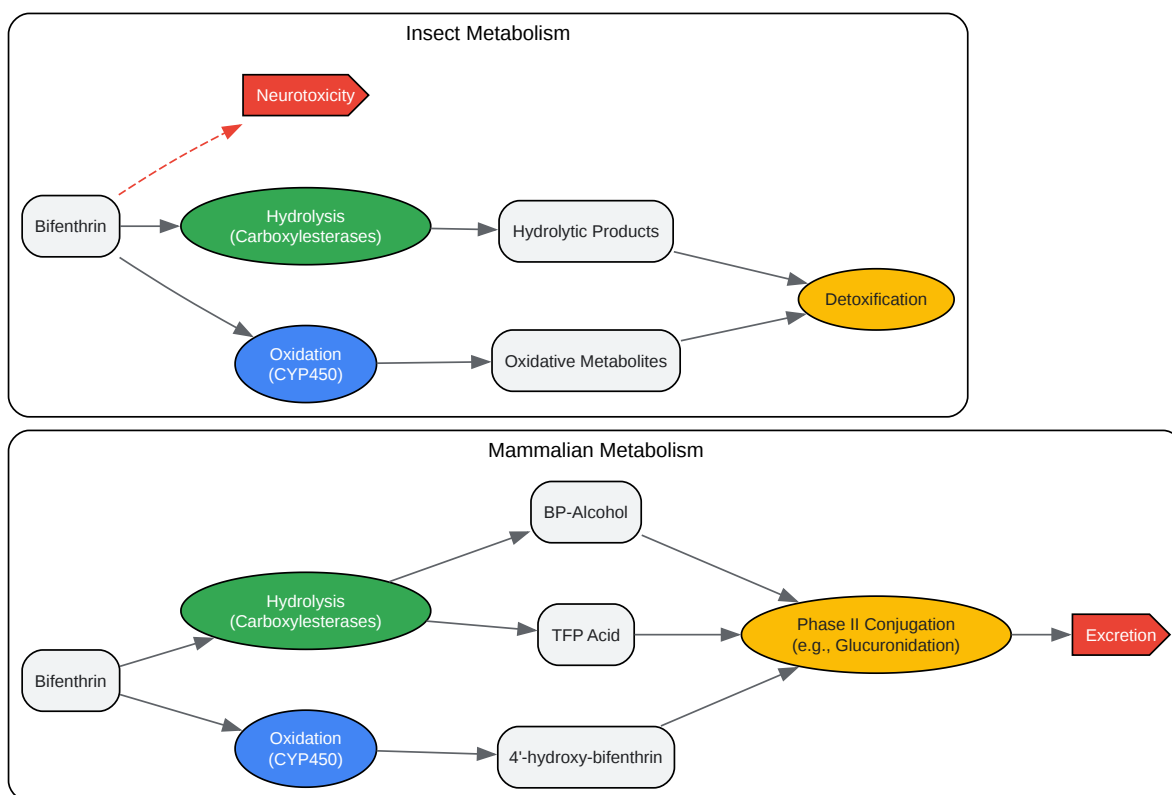 Insect Metabolism
Neurotoxicity
Bifenthrin
Hydrolysis
(Carboxylesterases)
Hydrolytic Products
Detoxification
Oxidation
(CYP450)
Oxidative Metabolites
Mammalian Metabolism
BP-Alcohol
Hydrolysis
(Carboxylesterases)
TFP Acid
Phase II Conjugation
(e.g., Glucuronidation)
Excretion
Bifenthrin
Oxidation
(CYP450)
4'-hydroxy-bifenthrin